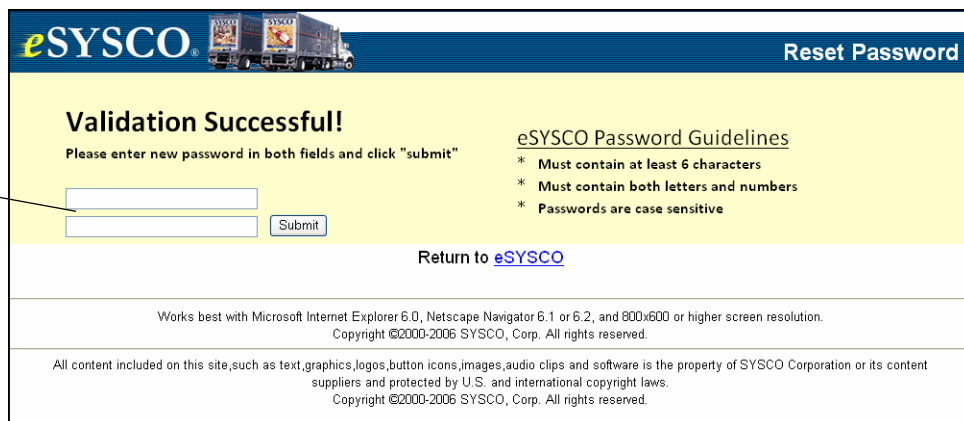 eSYSCO®
SYSCO SYSCO
Reset Password
Validation Successful!
Please enter new password in both fields and click "submit"
Submit
eSYSCO Password Guidelines
* Must contain at least 6 characters
* Must contain both letters and numbers
* Passwords are case sensitive
Return to eSYSCO
Works best with Microsoft Internet Explorer 6.0, Netscape Navigator 6.1 or 6.2, and 800x600 or higher screen resolution.
Copyright ©2000-2006 SYSCO, Corp. All rights reserved.
All content included on this site,such as text,graphics,logos,button icons,images,audio clips and software is the property of SYSCO Corporation or its content
suppliers and protected by U.S. and international copyright laws.
Copyright ©2000-2006 SYSCO, Corp. All rights reserved.